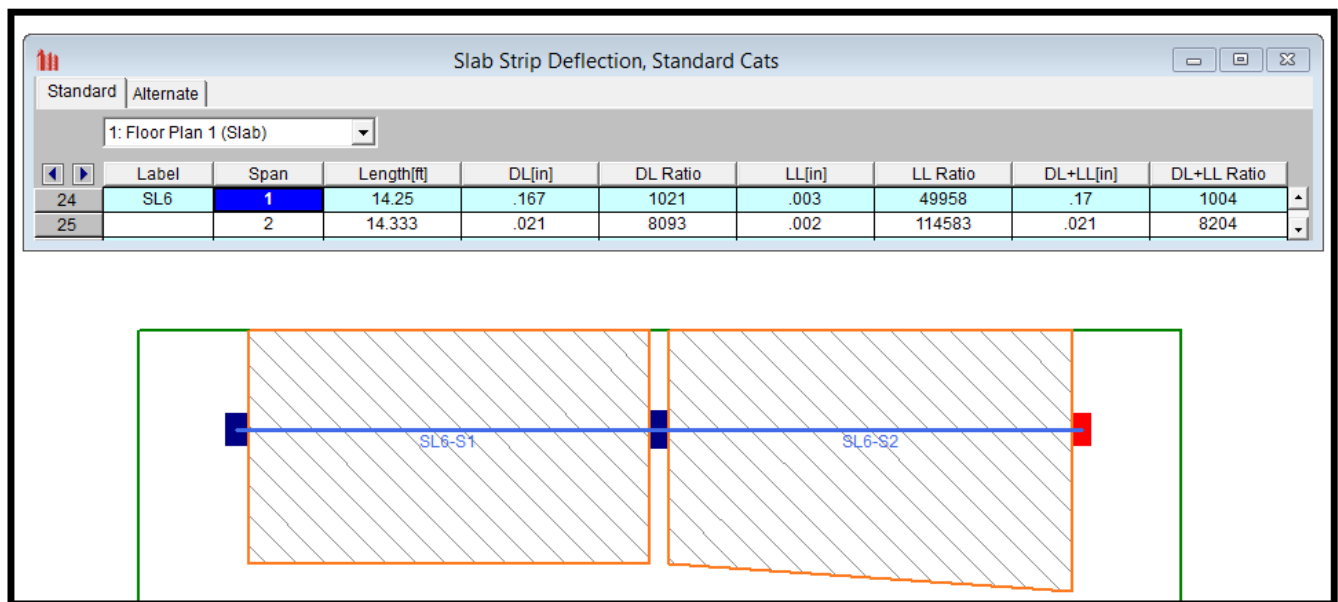 Slab Strip Deflection, Standard Cats
Standard Alternate
1: Floor Plan 1 (Slab)
Label Span Length[ft] DL[in] DL Ratio LL[in] LL Ratio DL+LL[in] DL+LL Ratio
24 SL6 1 14.25 .167 1021 .003 49958 .17 1004
25 2 14.333 .021 8093 .002 114583 .021 8204
SL6-S1 SL6-S2